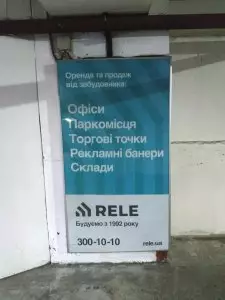 Оренда та продаж
від забудовника:
Офіси
Паркомісця
Торгові точки
Рекламні банери
Склади
RELE
Будуємо з 1992 року
300-10-10
rele.ua